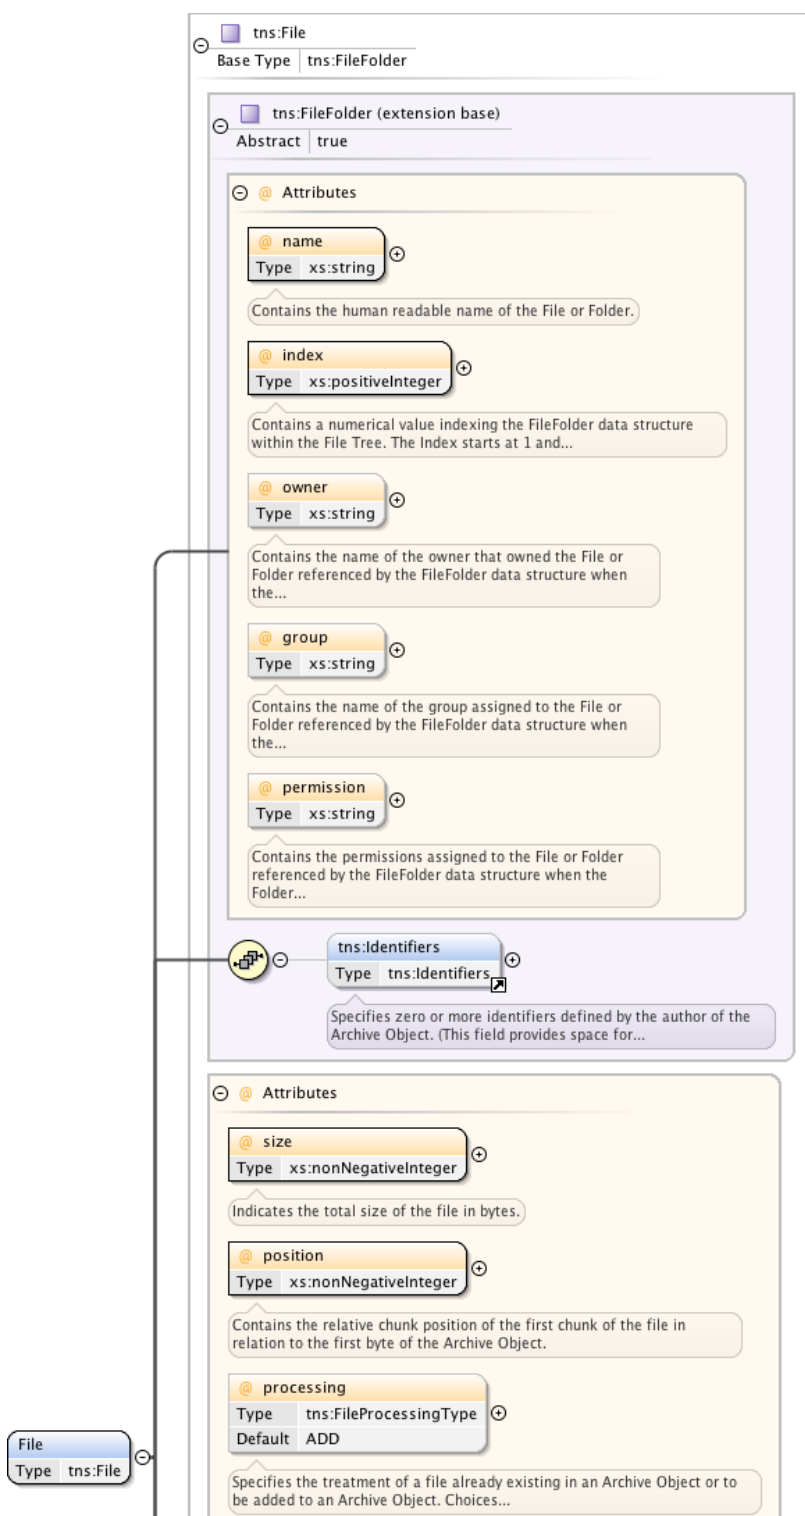 tns:File
Base Type tns:FileFolder
tns:FileFolder (extension base)
Abstract true
@ Attributes
@ name
Type xs:string
Contains the human readable name of the File or Folder.
@ index
Type xs:positiveInteger
Contains a numerical value indexing the FileFolder data structure
within the File Tree. The Index starts at 1 and...
@ owner
Type xs:string
Contains the name of the owner that owned the File or
Folder referenced by the FileFolder data structure when
the...
@ group
Type xs:string
Contains the name of the group assigned to the File or
Folder referenced by the FileFolder data structure when
the...
@ permission
Type xs:string
Contains the permissions assigned to the File or Folder
referenced by the FileFolder data structure when the
Folder...
tns:Identifiers
Type tns:Identifiers
Specifies zero or more identifiers defined by the author of the
Archive Object. (This field provides space for...
@ Attributes
@ size
Type xs:nonNegativeInteger
Indicates the total size of the file in bytes.
@ position
Type xs:nonNegativeInteger
Contains the relative chunk position of the first chunk of the file in
relation to the first byte of the Archive Object.
@ processing
Type tns:FileProcessingType
Default ADD
File
Type tns:File
Specifies the treatment of a file already existing in an Archive Object or to
be added to an Archive Object. Choices...